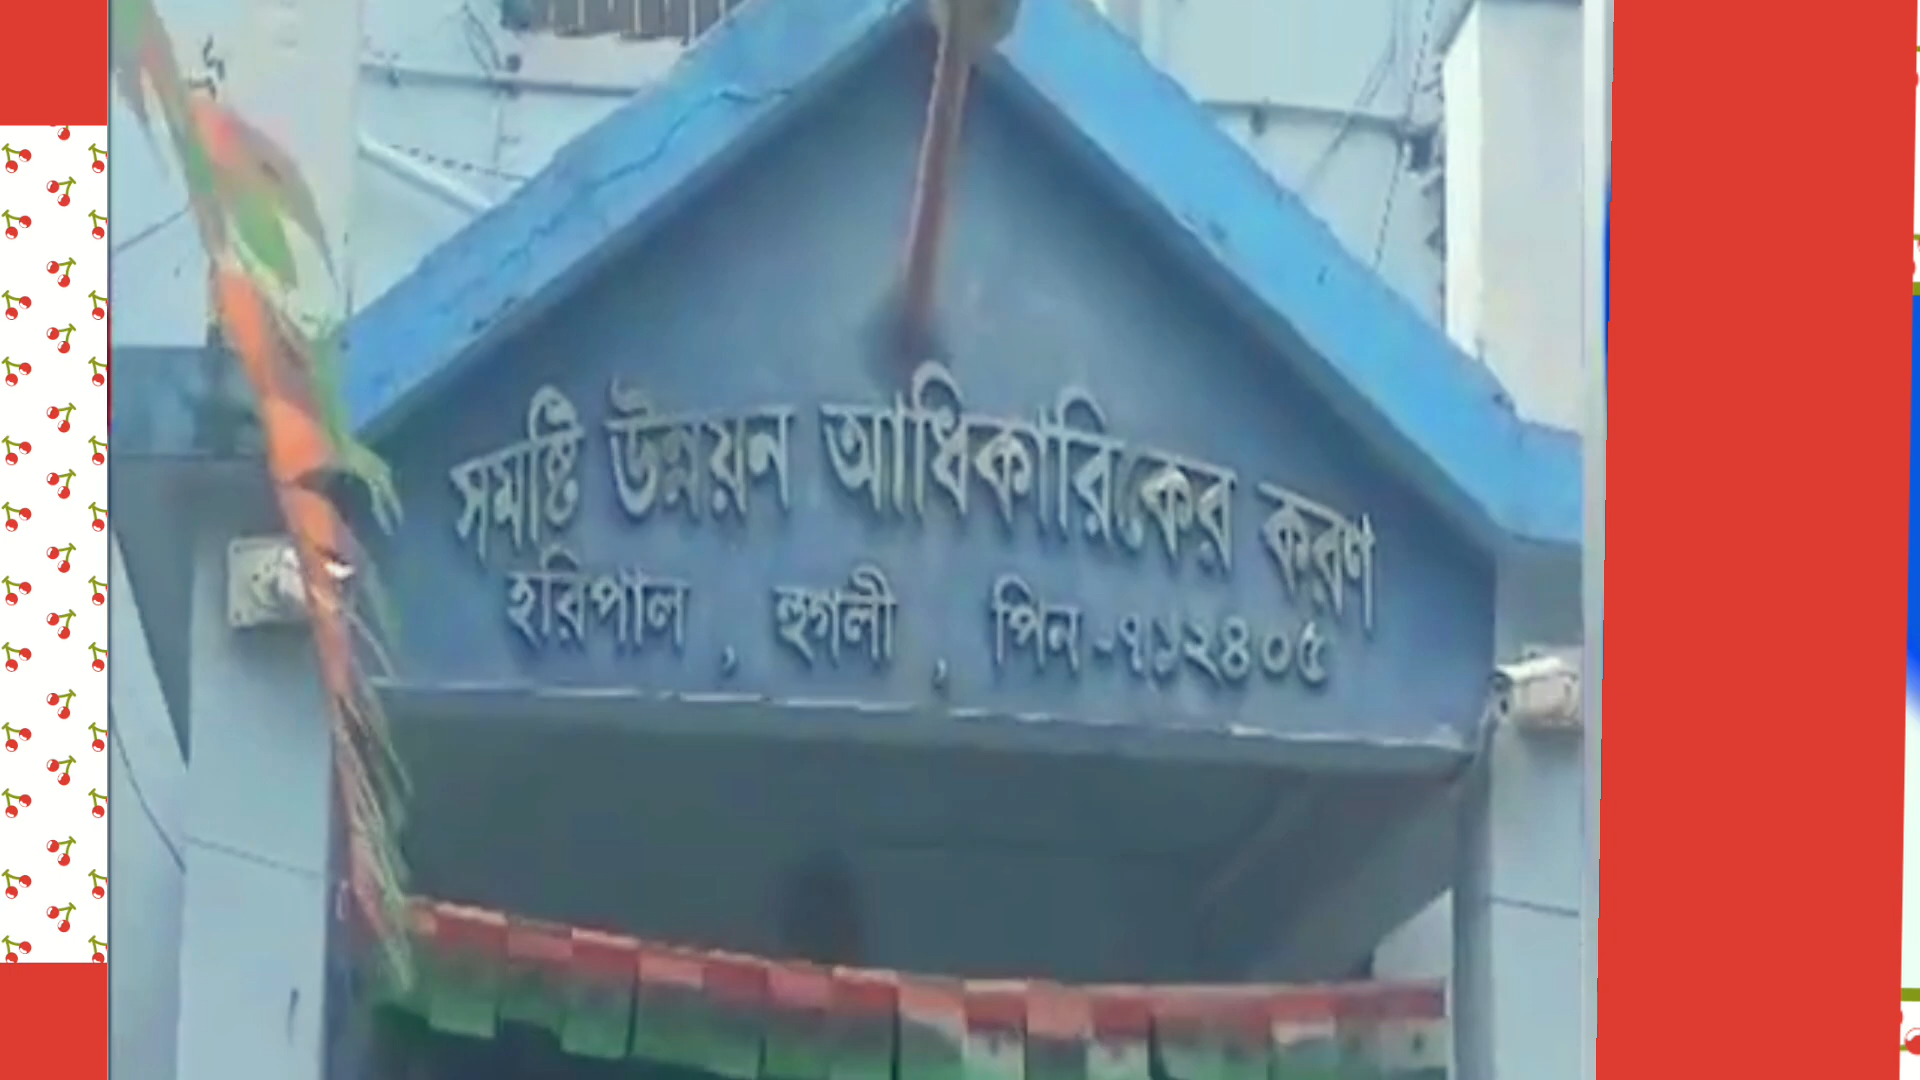 সমষ্টি উন্নয়ন আধিকারিকের করণ
হরিপাল , হুগলী , পিন -৭১২৪০৫